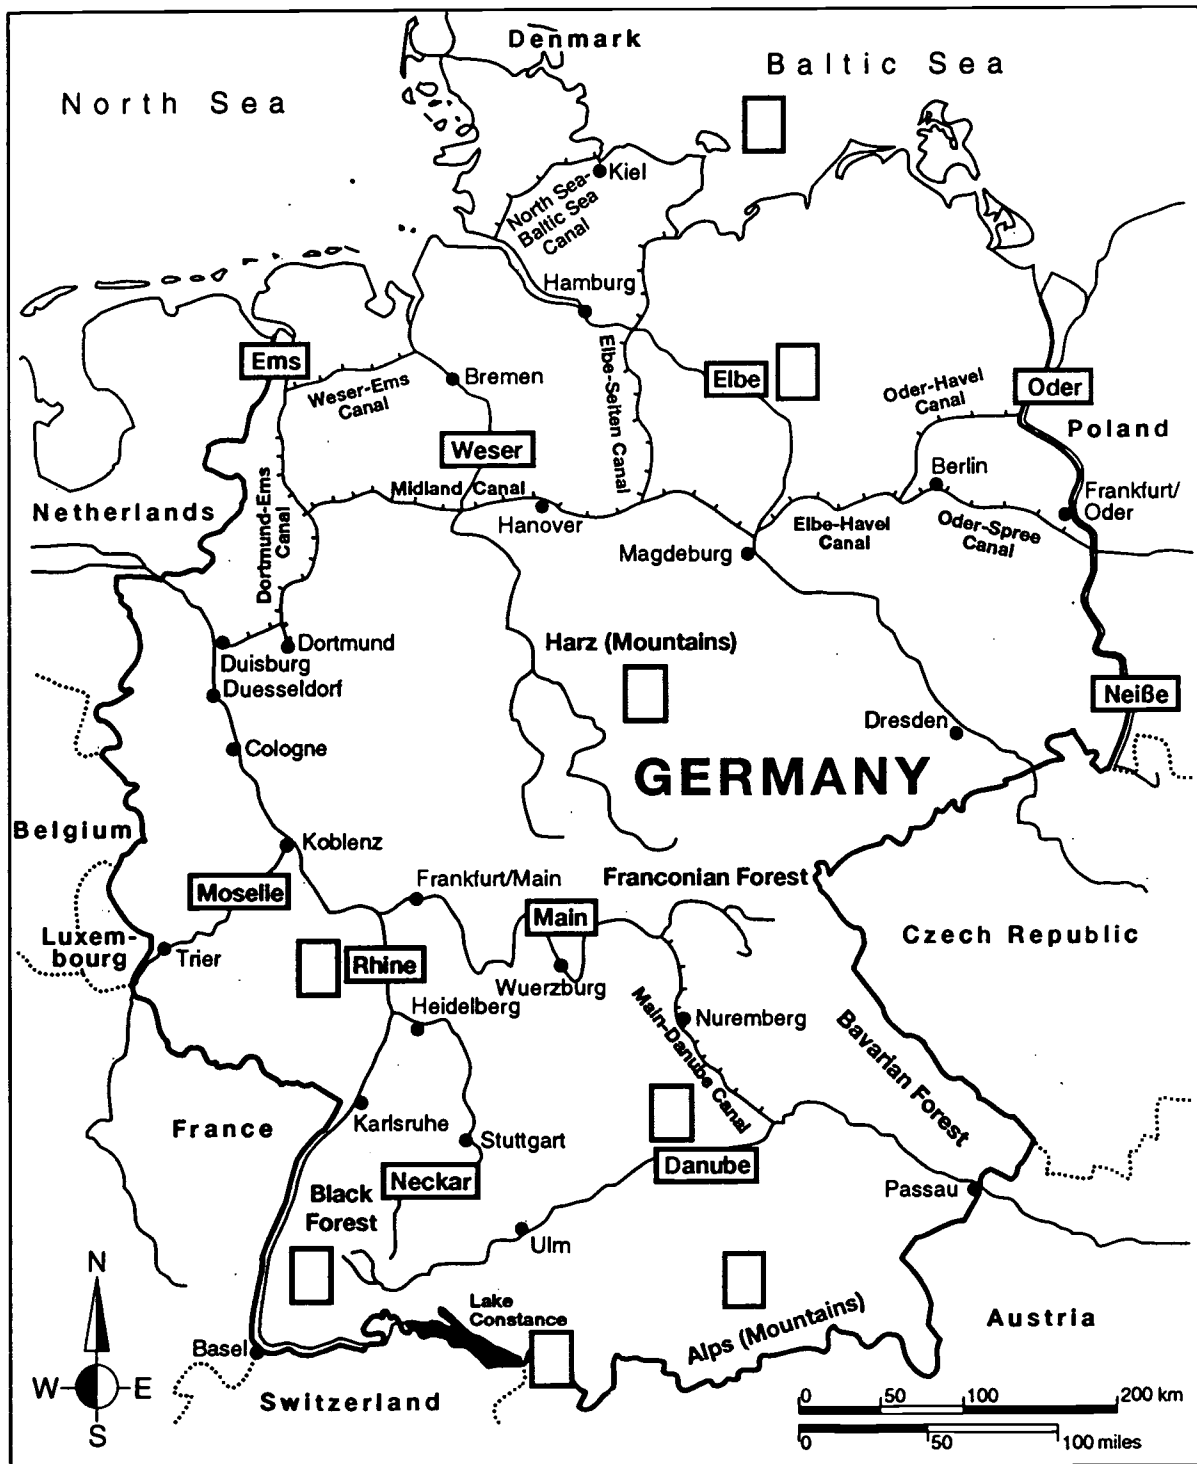 Denmark
Baltic Sea
North Sea
Kiel
North Sea-
Baltic Sea
Canal
Hamburg
Ems
Weser-Ems
Canal
Bremen
Elbe-Seiten Canal
Elbe
Oder-Havel
Canal
Oder
Poland
Weser
Berlin
Midland Canal
Hanover
Frankfurt/
Oder
Netherlands
Dortmund-Ems
Canal
Elbe-Havel
Canal
Oder-Spree
Canal
Magdeburg
Harz (Mountains)
Dortmund
Duisburg
Duesseldorf
Neiße
Dresden
Cologne
GERMANY
Belgium
Koblenz
Moselle
Frankfurt/Main
Franconian Forest
Main
Luxem-
bourg
Trier
Czech Republic
Rhine
Wuerzburg
Heidelberg
Main-Danube Canal
Nuremberg
Bavarian Forest
Karlsruhe
France
Stuttgart
Danube
Neckar
Passau
Black
Forest
Ulm
N
Lake
Constance
Alps (Mountains)
Austria
Basel
W
E
S
Switzerland
0 50 100 200 km
0 50 100 miles